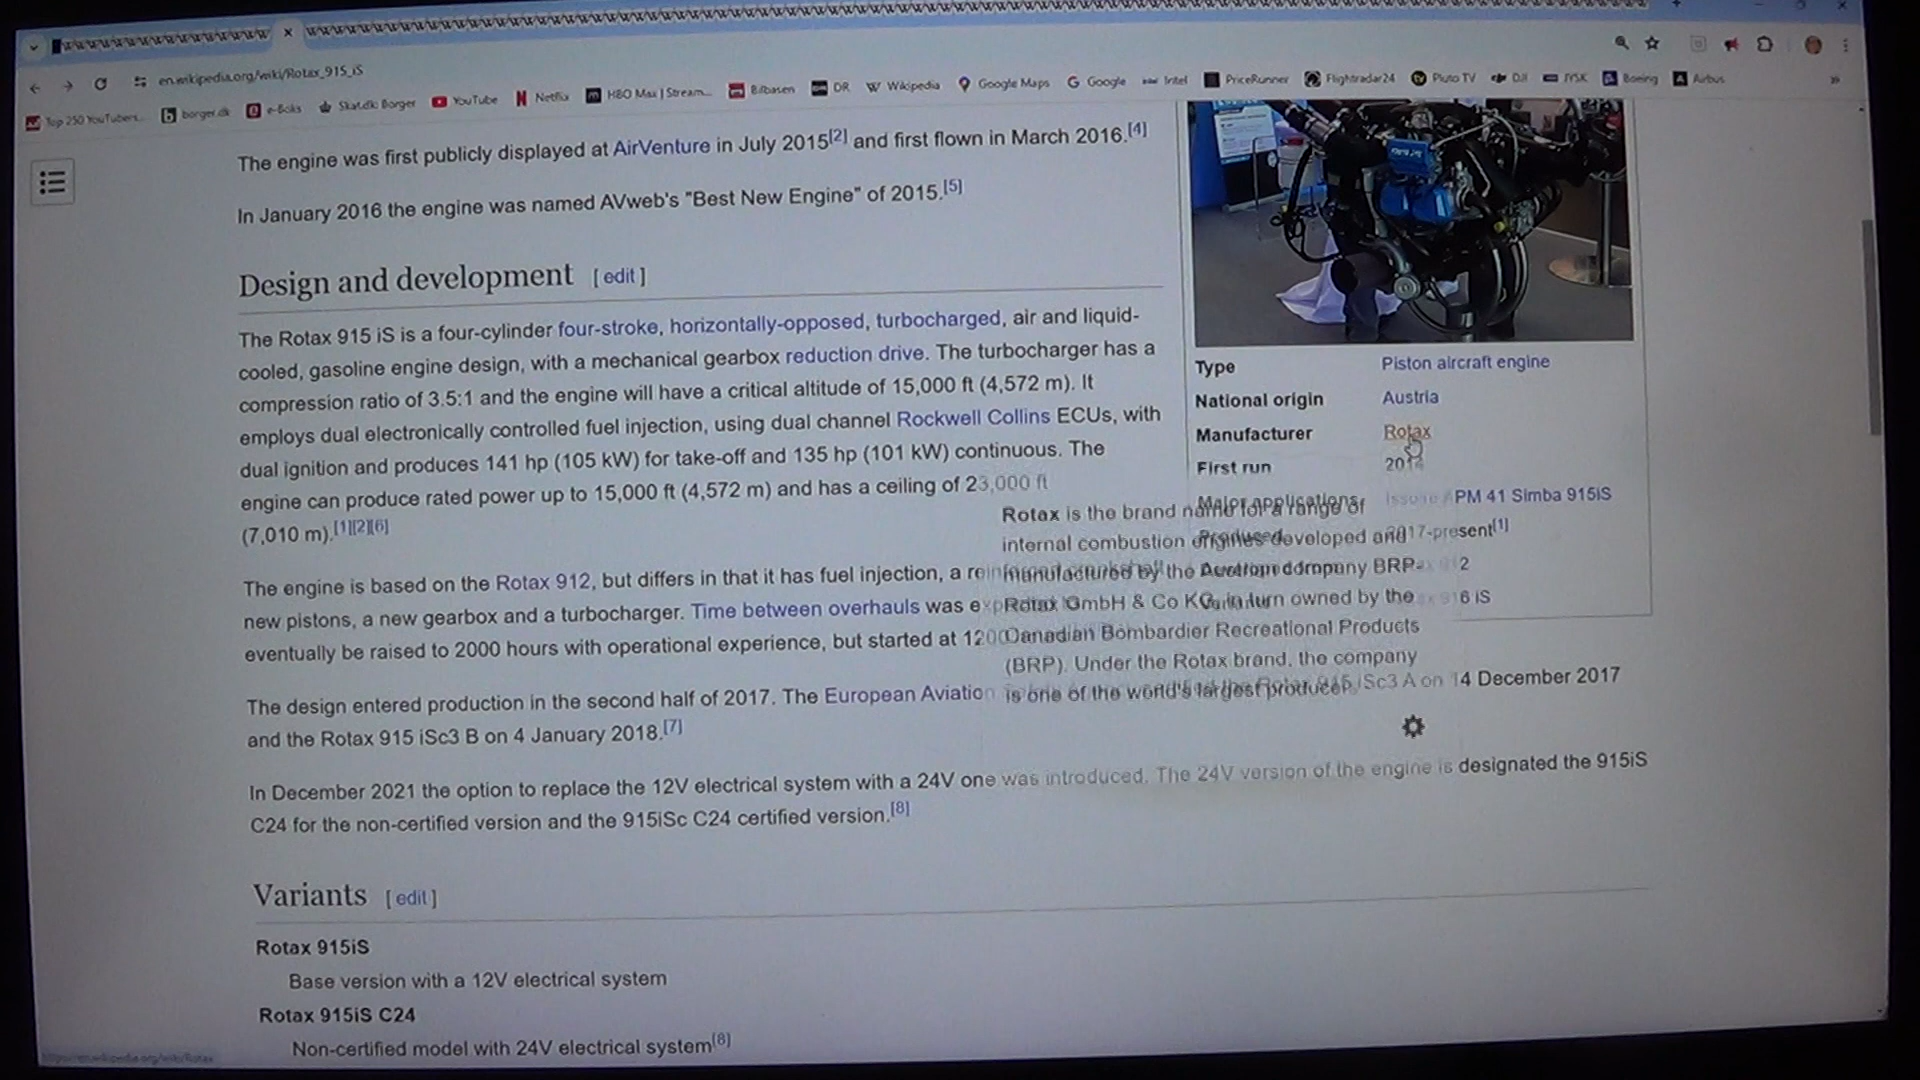 en.wikipedia.org/wiki/Rotax_915_iS
Top 250 YouTubers... borger.dk e-Boks Skat.dk: Borger YouTube Netflix HBO Max | Stream... Bilbasen DR Wikipedia Google Maps Google Intel PriceRunner Flightradar24 Pluto TV DJI JYSK Boeing Airbus
The engine was first publicly displayed at AirVenture in July 2015[2] and first flown in March 2016.[4]
In January 2016 the engine was named AVweb's "Best New Engine" of 2015.[5]
Design and development [ edit ]
The Rotax 915 iS is a four-cylinder four-stroke, horizontally-opposed, turbocharged, air and liquid-
cooled, gasoline engine design, with a mechanical gearbox reduction drive. The turbocharger has a
compression ratio of 3.5:1 and the engine will have a critical altitude of 15,000 ft (4,572 m). It
employs dual electronically controlled fuel injection, using dual channel Rockwell Collins ECUs, with
dual ignition and produces 141 hp (105 kW) for take-off and 135 hp (101 kW) continuous. The
engine can produce rated power up to 15,000 ft (4,572 m) and has a ceiling of 23,000 ft
(7,010 m).[1][2][6]
The engine is based on the Rotax 912, but differs in that it has fuel injection, a
new pistons, a new gearbox and a turbocharger. Time between overhauls was
eventually be raised to 2000 hours with operational experience, but started at 1200
The design entered production in the second half of 2017. The European Aviation
iSc3 A on 14 December 2017
and the Rotax 915 iSc3 B on 4 January 2018.[7]
In December 2021 the option to replace the 12V electrical system with a 24V one was introduced. The 24V version of the engine is designated the 915iS
C24 for the non-certified version and the 915iSc C24 certified version.[8]
Type Piston aircraft engine
National origin Austria
Manufacturer Rotax
First run 2014
Major applications PM 41 Simba 915iS
Produced 2017-present[1]
Rotax is the brand name for a range of
internal combustion engines developed and
manufactured by the Austrian company BRP-
Rotax GmbH & Co KG, in turn owned by the
Canadian Bombardier Recreational Products
(BRP). Under the Rotax brand, the company
is one of the world's largest producer
Variants [ edit ]
Rotax 915iS
Base version with a 12V electrical system
Rotax 915iS C24
Non-certified model with 24V electrical system[8]
https://en.wikipedia.org/wiki/Rotax